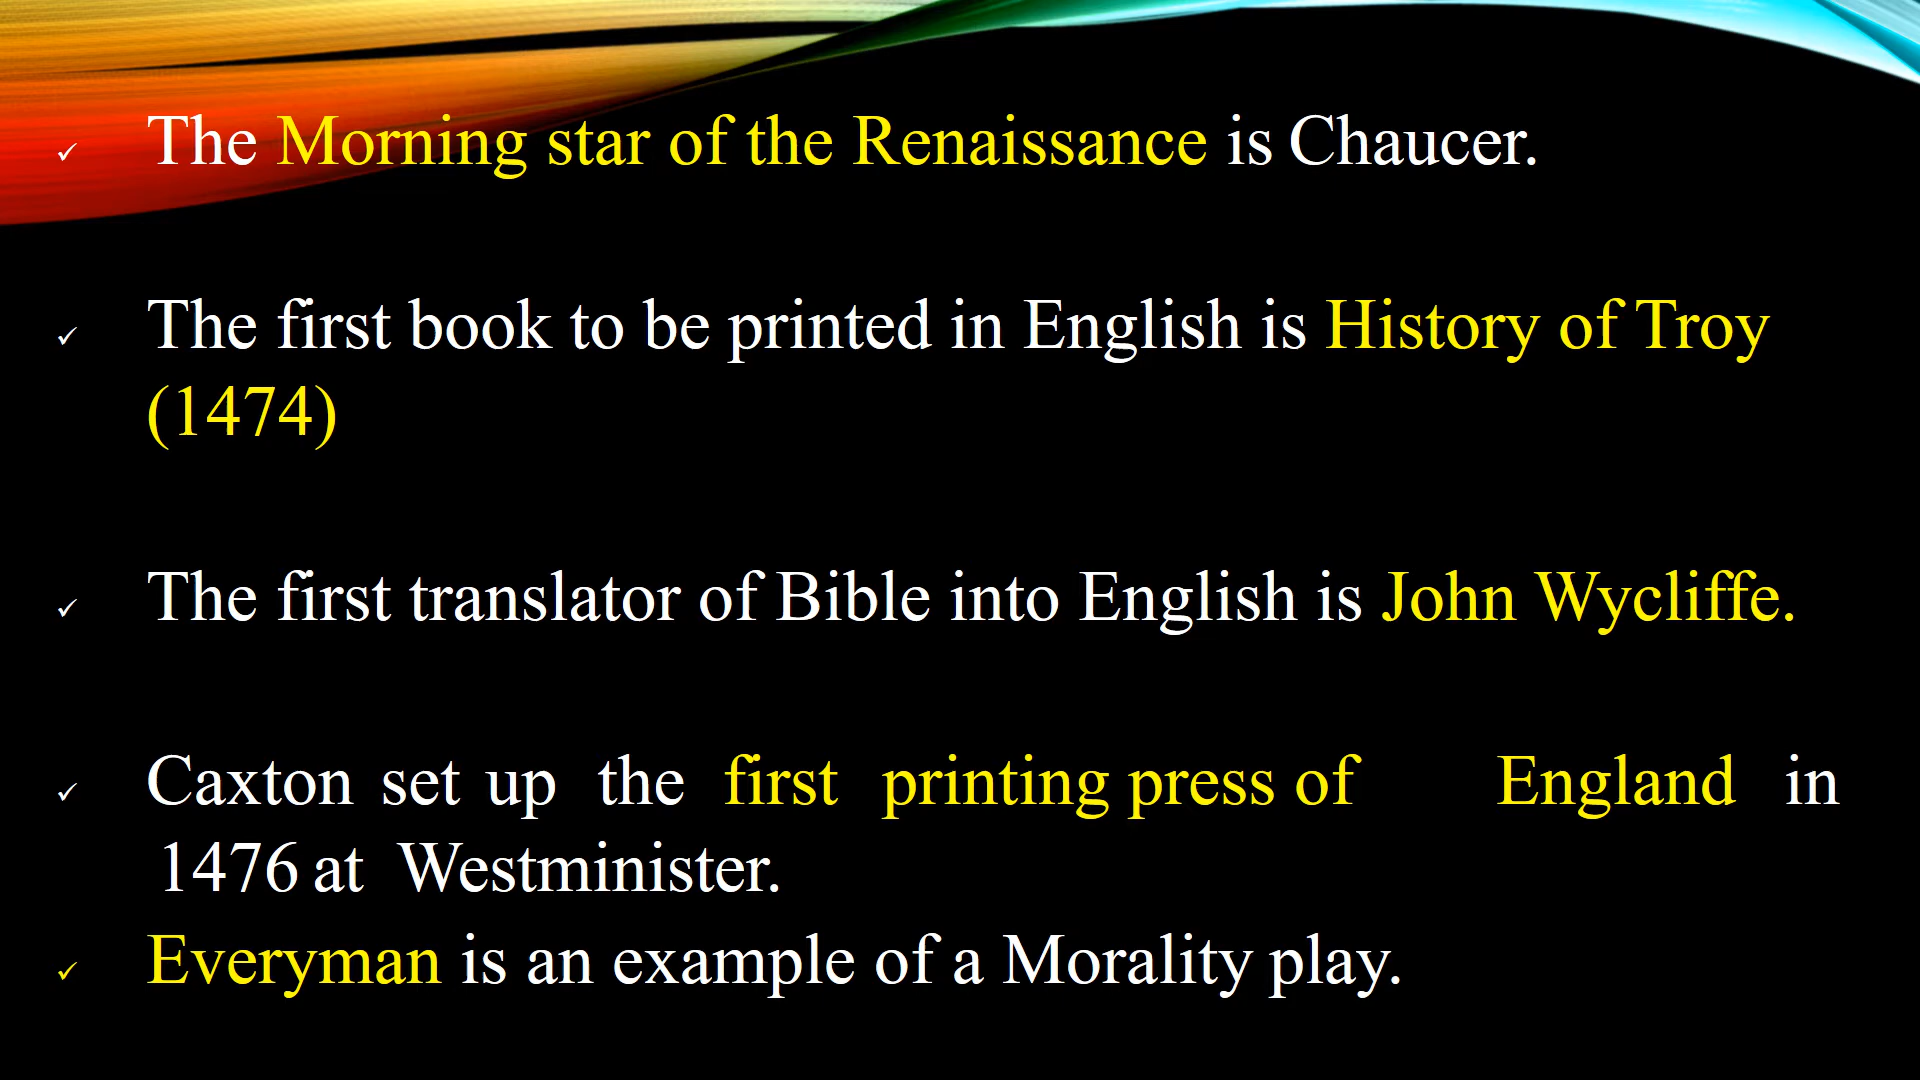 The Morning star of the Renaissance is Chaucer.
The first book to be printed in English is History of Troy
(1474)
The first translator of Bible into English is John Wycliffe.
Caxton set up the first printing press of England in
1476 at Westminister.
Everyman is an example of a Morality play.